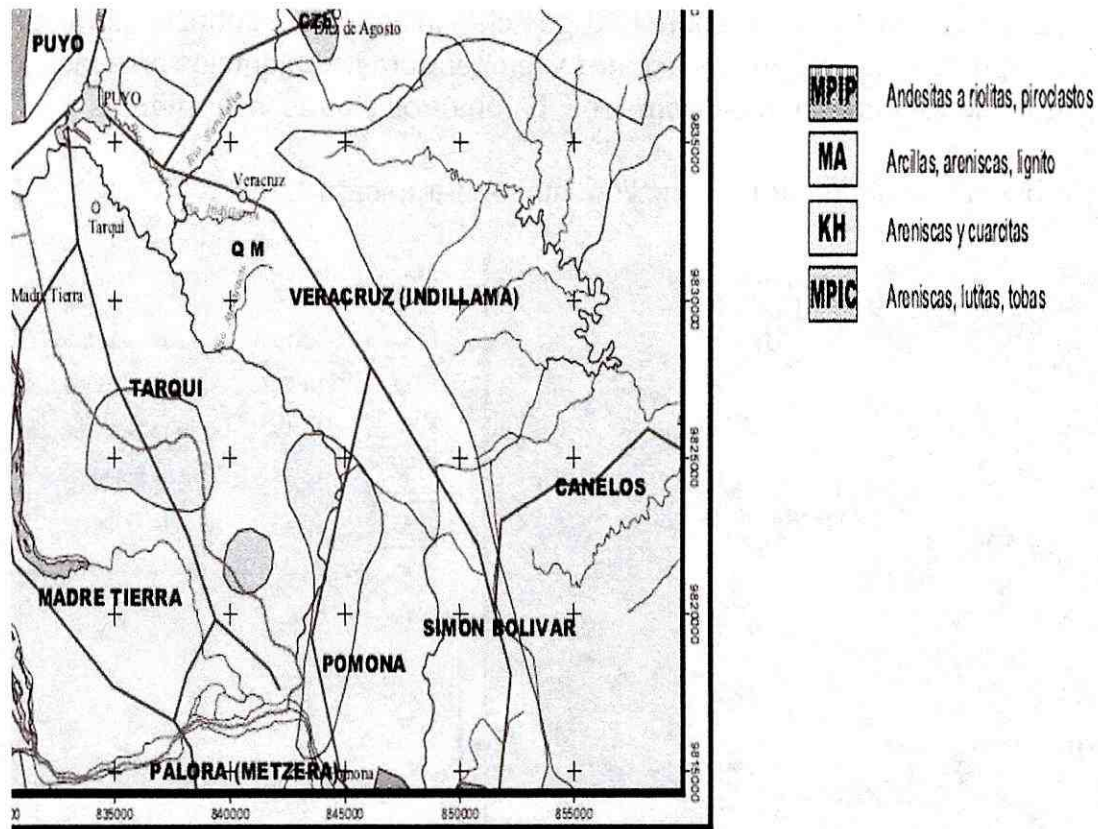 PUYO
Diez de Agosto
PUYO
9835000
Veracruz
Tarqui
Q M
Madre Tierra
VERACRUZ (INDILLAMA)
9830000
TARQUI
9825000
CANELOS
MADRE TIERRA
9820000
SIMON BOLIVAR
POMONA
PALORA (METZERA)
9815000
835000 840000 845000 850000 855000
MPIP Andesitas a riolitas, piroclastos
MA Arcillas, areniscas, lignito
KH Areniscas y cuarcitas
MPIC Areniscas, lutitas, tobas